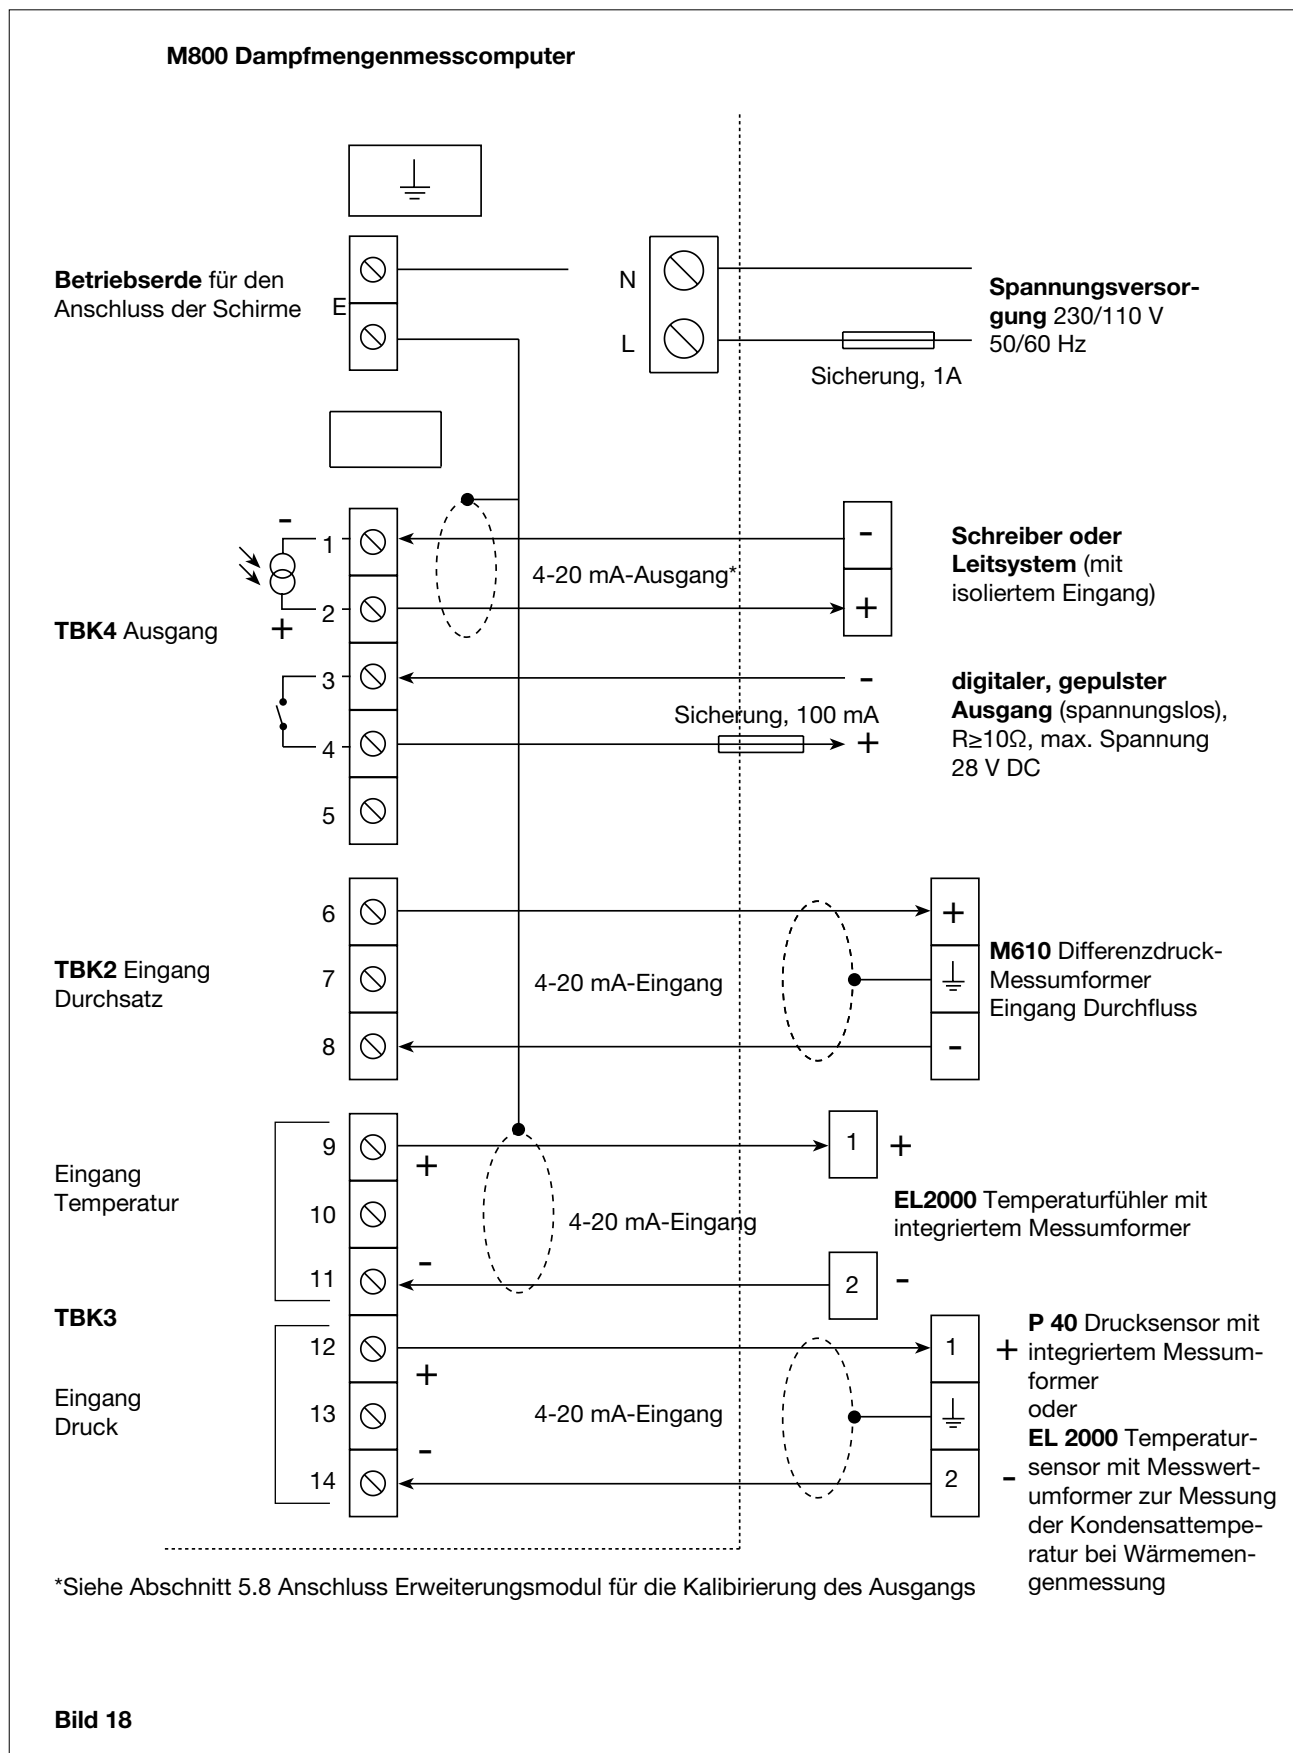 M800 Dampfmengenmesscomputer
Betriebserde für den
Anschluss der Schirme
E
N
L
Spannungsversor-
gung 230/110 V
50/60 Hz
Sicherung, 1A
-
1
2
+
TBK4 Ausgang
3
4
5
4-20 mA-Ausgang*
-
+
Schreiber oder
Leitsystem (mit
isoliertem Eingang)
-
Sicherung, 100 mA
+
digitaler, gepulster
Ausgang (spannungslos),
R≥10Ω, max. Spannung
28 V DC
TBK2 Eingang
Durchsatz
6
7
8
4-20 mA-Eingang
+
-
M610 Differenzdruck-
Messumformer
Eingang Durchfluss
Eingang
Temperatur
9
10
11
+
-
4-20 mA-Eingang
1
+
2
-
EL2000 Temperaturfühler mit
integriertem Messumformer
TBK3
Eingang
Druck
12
13
14
+
-
4-20 mA-Eingang
1
+
2
-
P 40 Drucksensor mit
integriertem Messum-
former
oder
EL 2000 Temperatur-
sensor mit Messwert-
umformer zur Messung
der Kondensattempe-
ratur bei Wärmemen-
genmessung
*Siehe Abschnitt 5.8 Anschluss Erweiterungsmodul für die Kalibirierung des Ausgangs
Bild 18